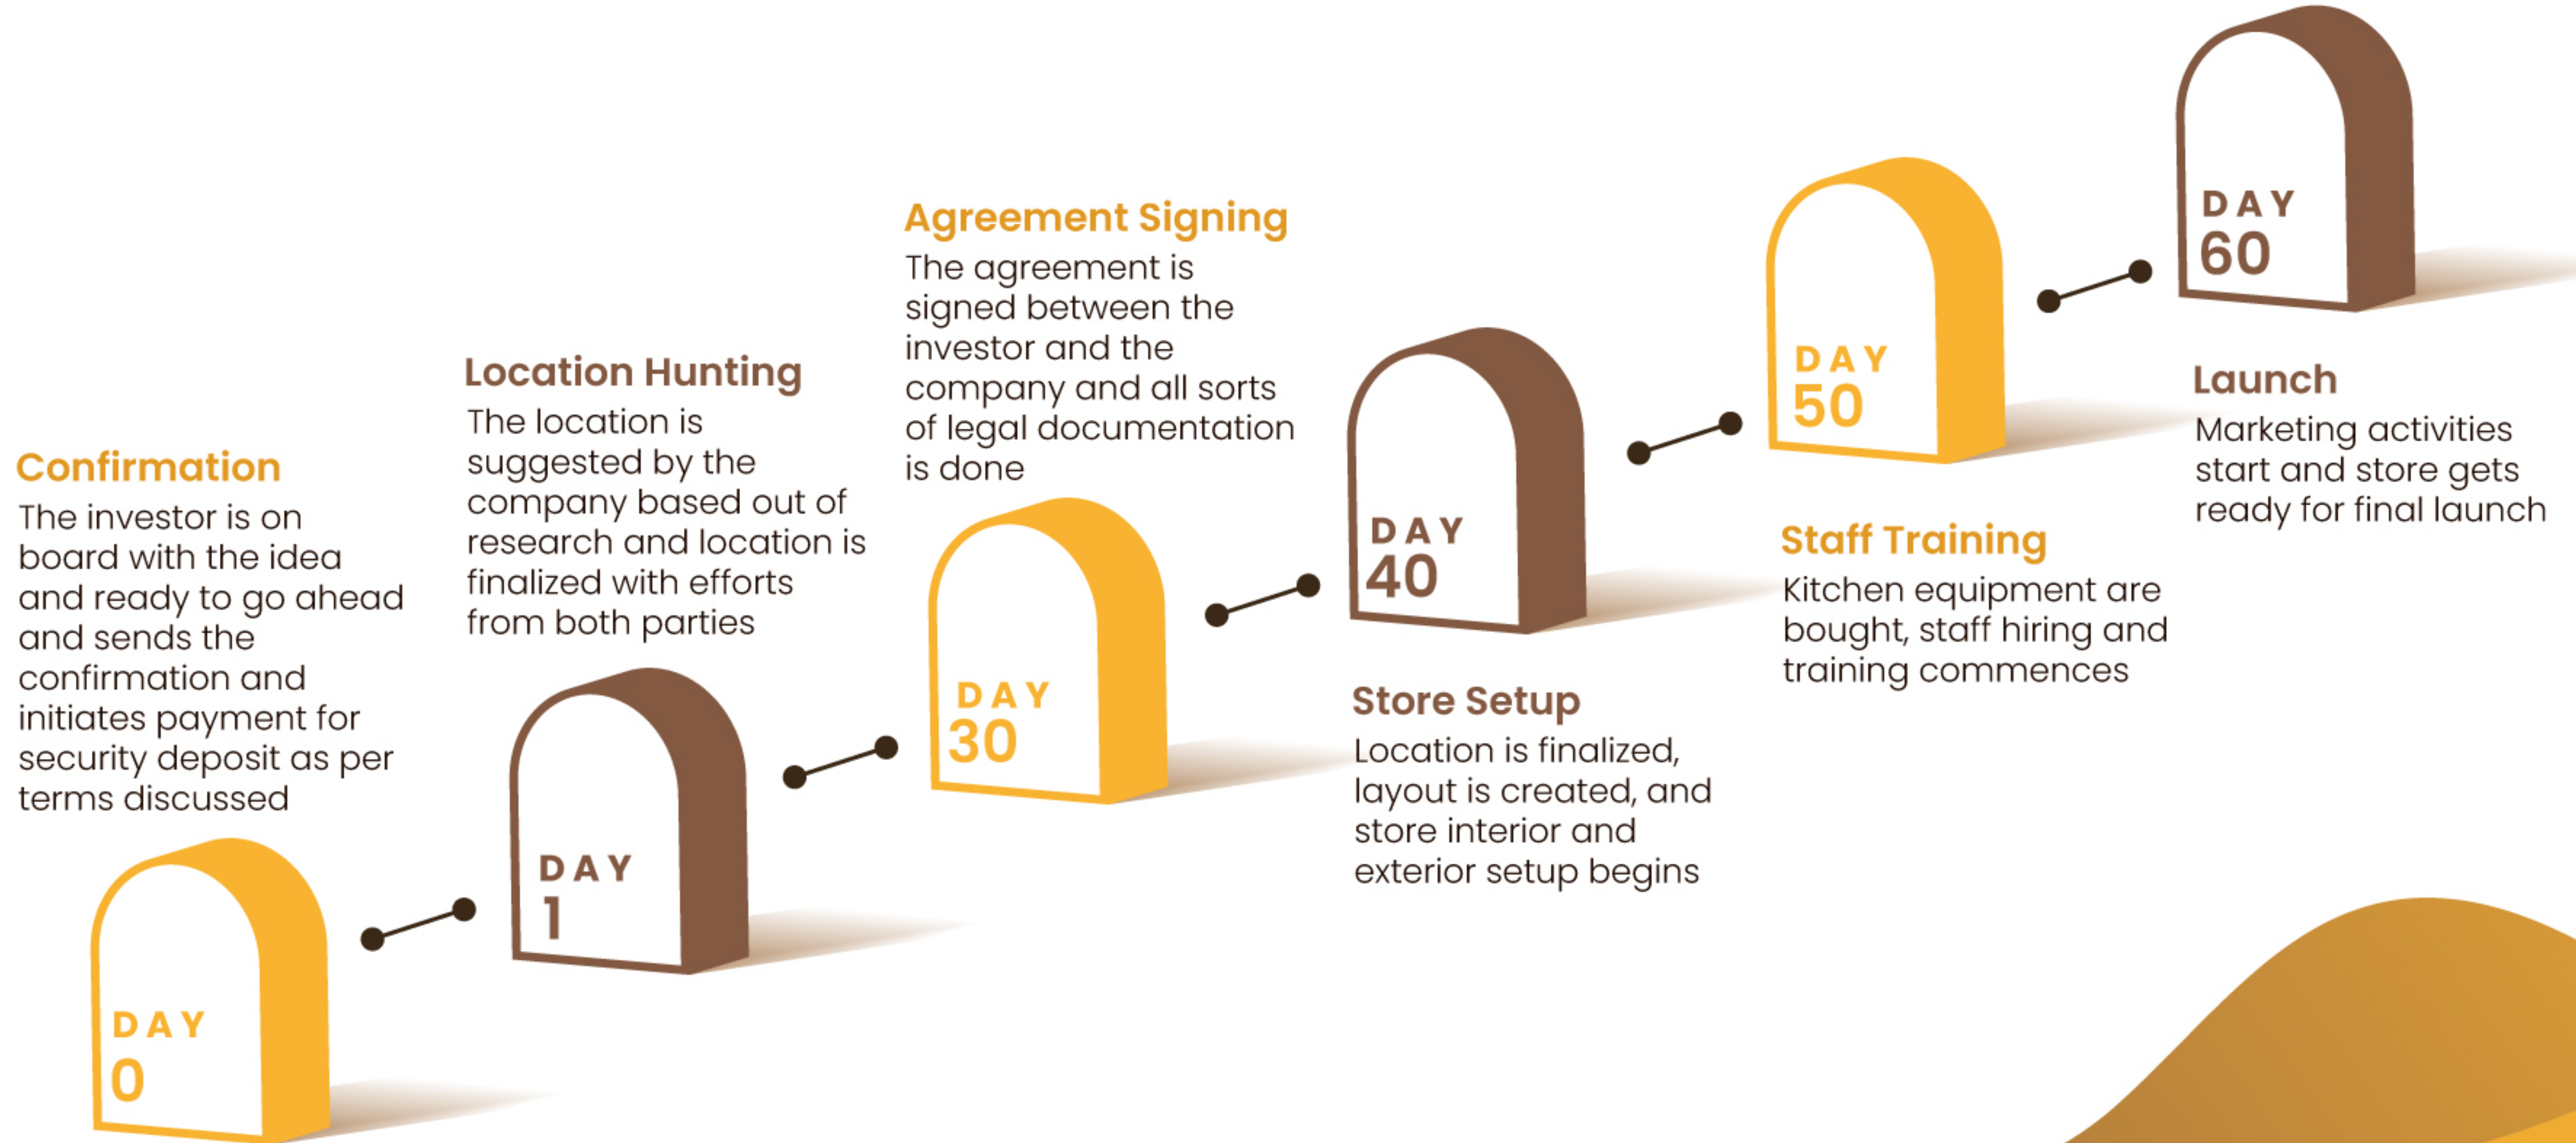 Confirmation
The investor is on
board with the idea
and ready to go ahead
and sends the
confirmation and
initiates payment for
security deposit as per
terms discussed
DAY
0
Location Hunting
The location is
suggested by the
company based out of
research and location is
finalized with efforts
from both parties
DAY
1
Agreement Signing
The agreement is
signed between the
investor and the
company and all sorts
of legal documentation
is done
DAY
30
DAY
40
Store Setup
Location is finalized,
layout is created, and
store interior and
exterior setup begins
DAY
50
Staff Training
Kitchen equipment are
bought, staff hiring and
training commences
DAY
60
Launch
Marketing activities
start and store gets
ready for final launch